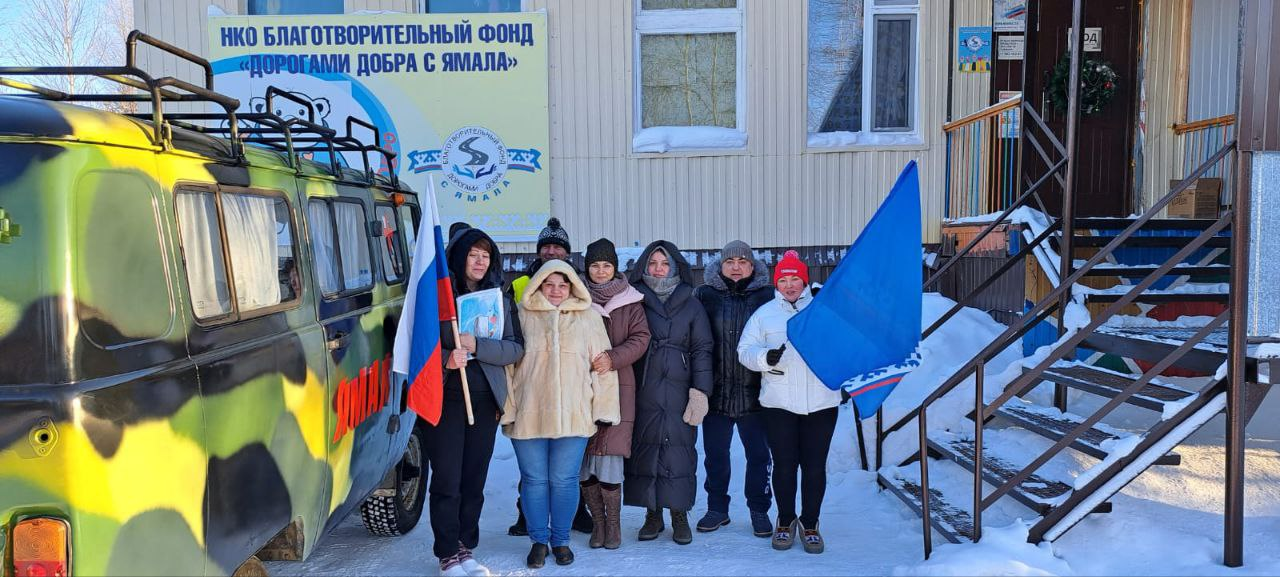 НКО БЛАГОТВОРИТЕЛЬНЫЙ ФОНД
«ДОРОГАМИ ДОБРА С ЯМАЛА»
БЛАГОТВОРИТЕЛЬНЫЙ ФОНД
ДОРОГАМИ ДОБРА
С ЯМАЛА
ЯМАЛ